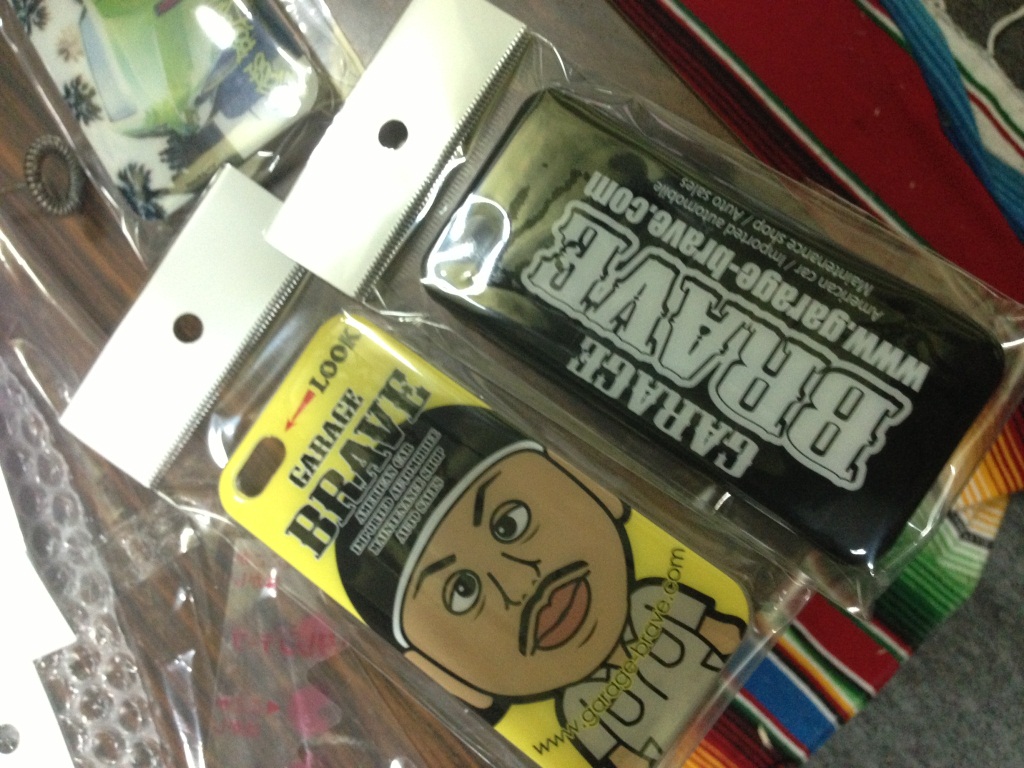 GARAGE
BRAVE
www.garage-brave.com
American car / Imported automobile
Maintenance shop / Auto sales
LOOK
GARAGE
BRAVE
AMERICAN CAR
IMPORTED AUTOMOBILE
MAINTENANCE SHOP
AUTO SALES
www.garage-brave.com